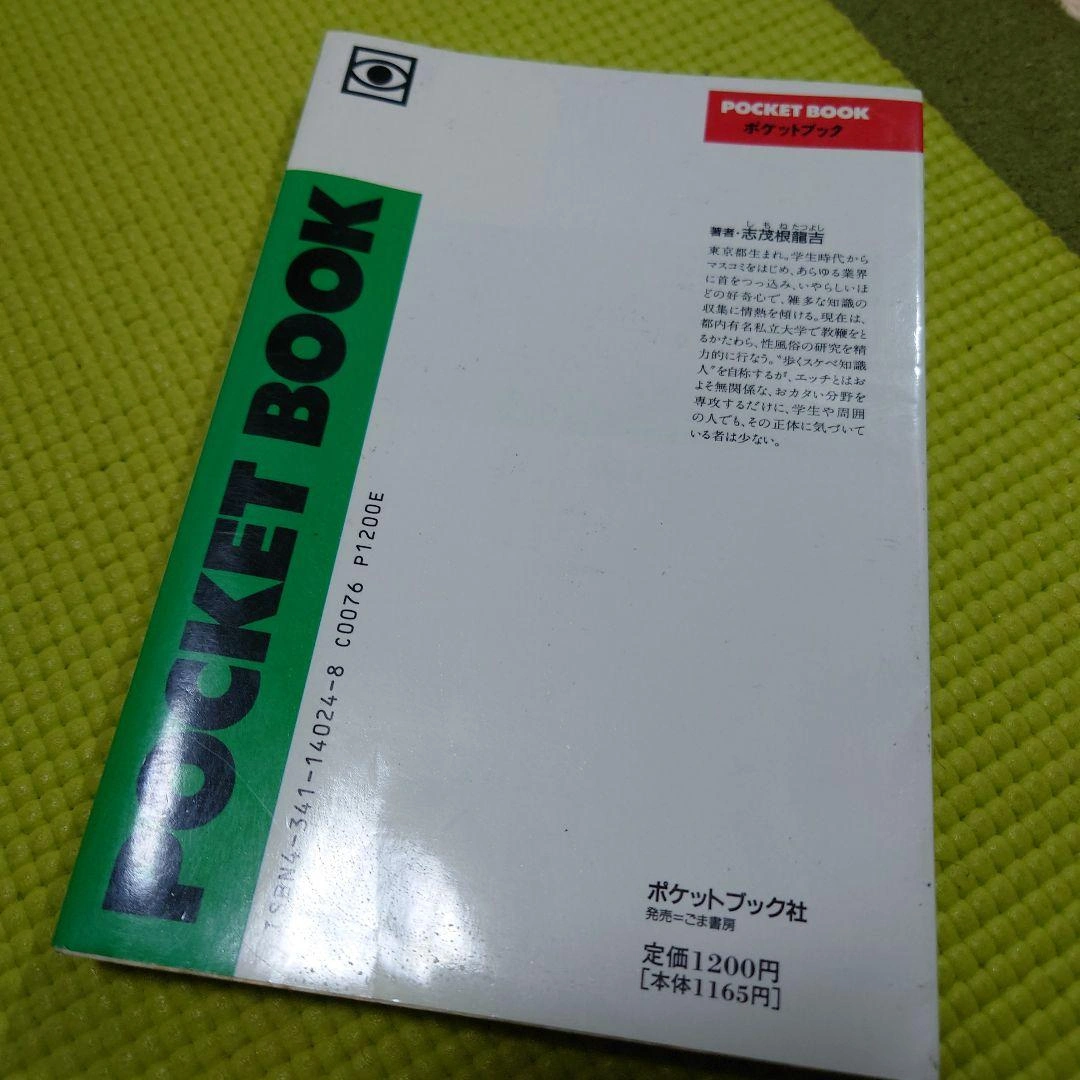 POCKET BOOK
ポケットブック
しもねたつよし
著者・志茂根龍吉
東京都生まれ。学生時代から
マスコミをはじめ、あらゆる業界
に首をつっ込み、いやらしいほ
どの好奇心で、雑多な知識の
収集に情熱を傾ける。現在は、
都内有名私立大学で教鞭をと
るかたわら、性風俗の研究を精
力的に行なう。“歩くスケベ知識
人”を自称するが、エッチとはお
よそ無関係な、おカタい分野を
専攻するだけに、学生や周囲
の人でも、その正体に気づいて
いる者は少ない。
POCKET BOOK
ISBN4-341-14024-8 C0076 P1200E
ポケットブック社
発売=ごま書房
定価1200円
[本体1165円]